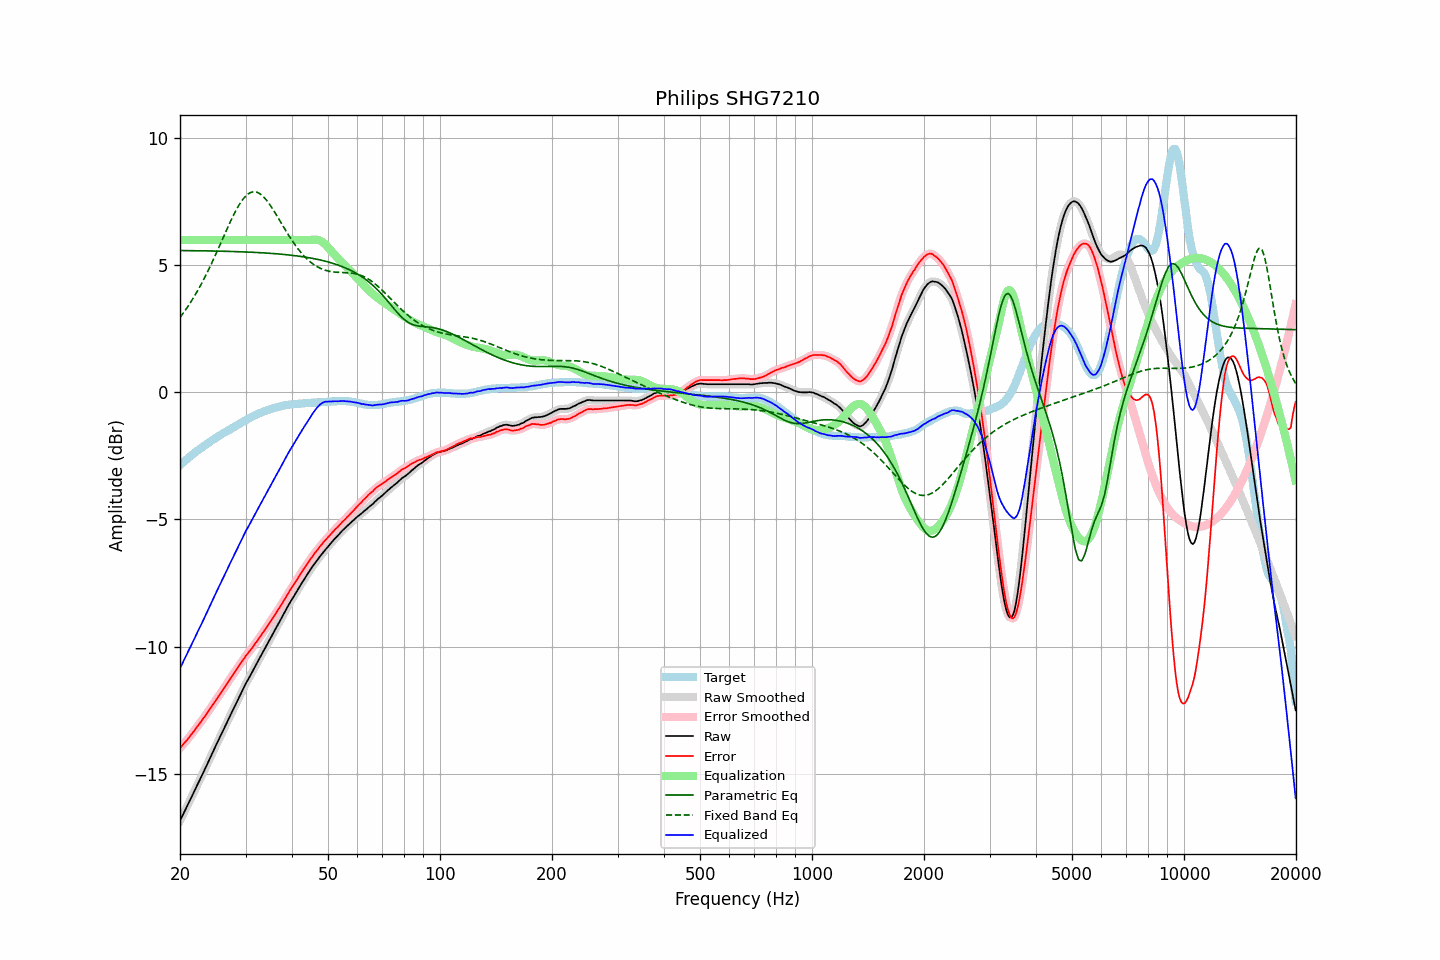 Philips SHG7210
Amplitude (dBr)
10
5
0
−5
−10
−15
Target
Raw Smoothed
Error Smoothed
Raw
Error
Equalization
Parametric Eq
Fixed Band Eq
Equalized
20 50 100 200 500 1000 2000 5000 10000 20000
Frequency (Hz)